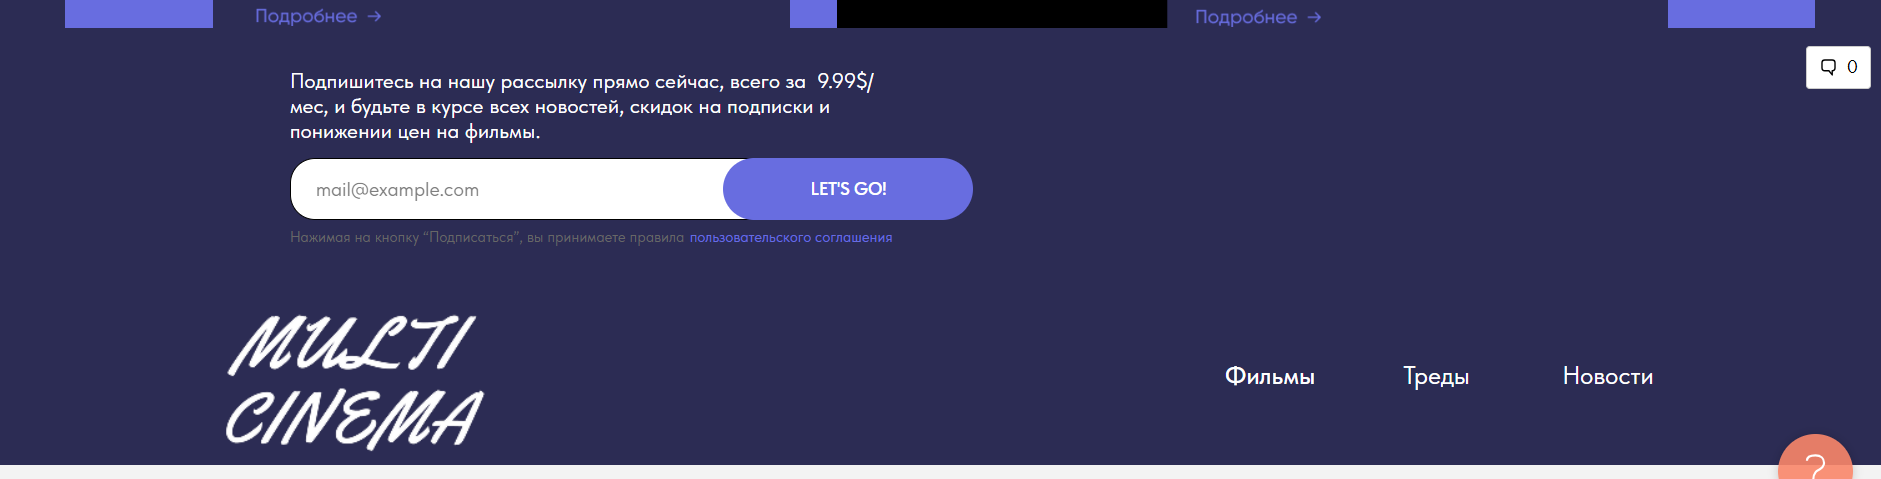 Подробнее →
Подробнее →
0
Подпишитесь на нашу рассылку прямо сейчас, всего за  9.99$/
мес, и будьте в курсе всех новостей, скидок на подписки и
понижении цен на фильмы.
mail@example.com
LET'S GO!
Нажимая на кнопку “Подписаться”, вы принимаете правила пользовательского соглашения
MULTI
CINEMA
Фильмы
Треды
Новости
?